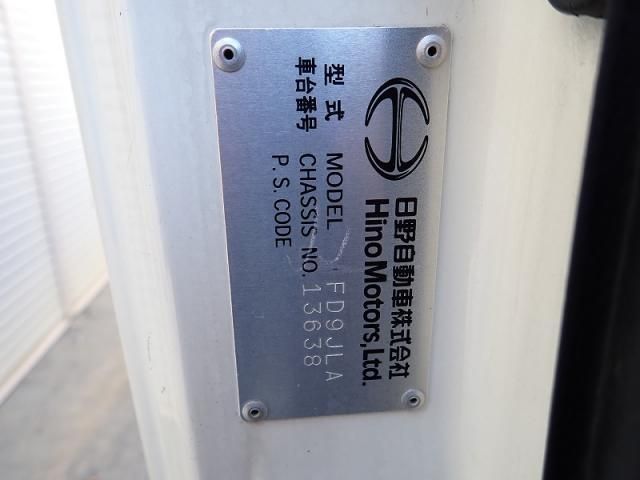 日野自動車株式会社
Hino Motors, Ltd.
型式 MODEL FD9JLA
車台番号 CHASSIS NO. 13638
P.S. CODE